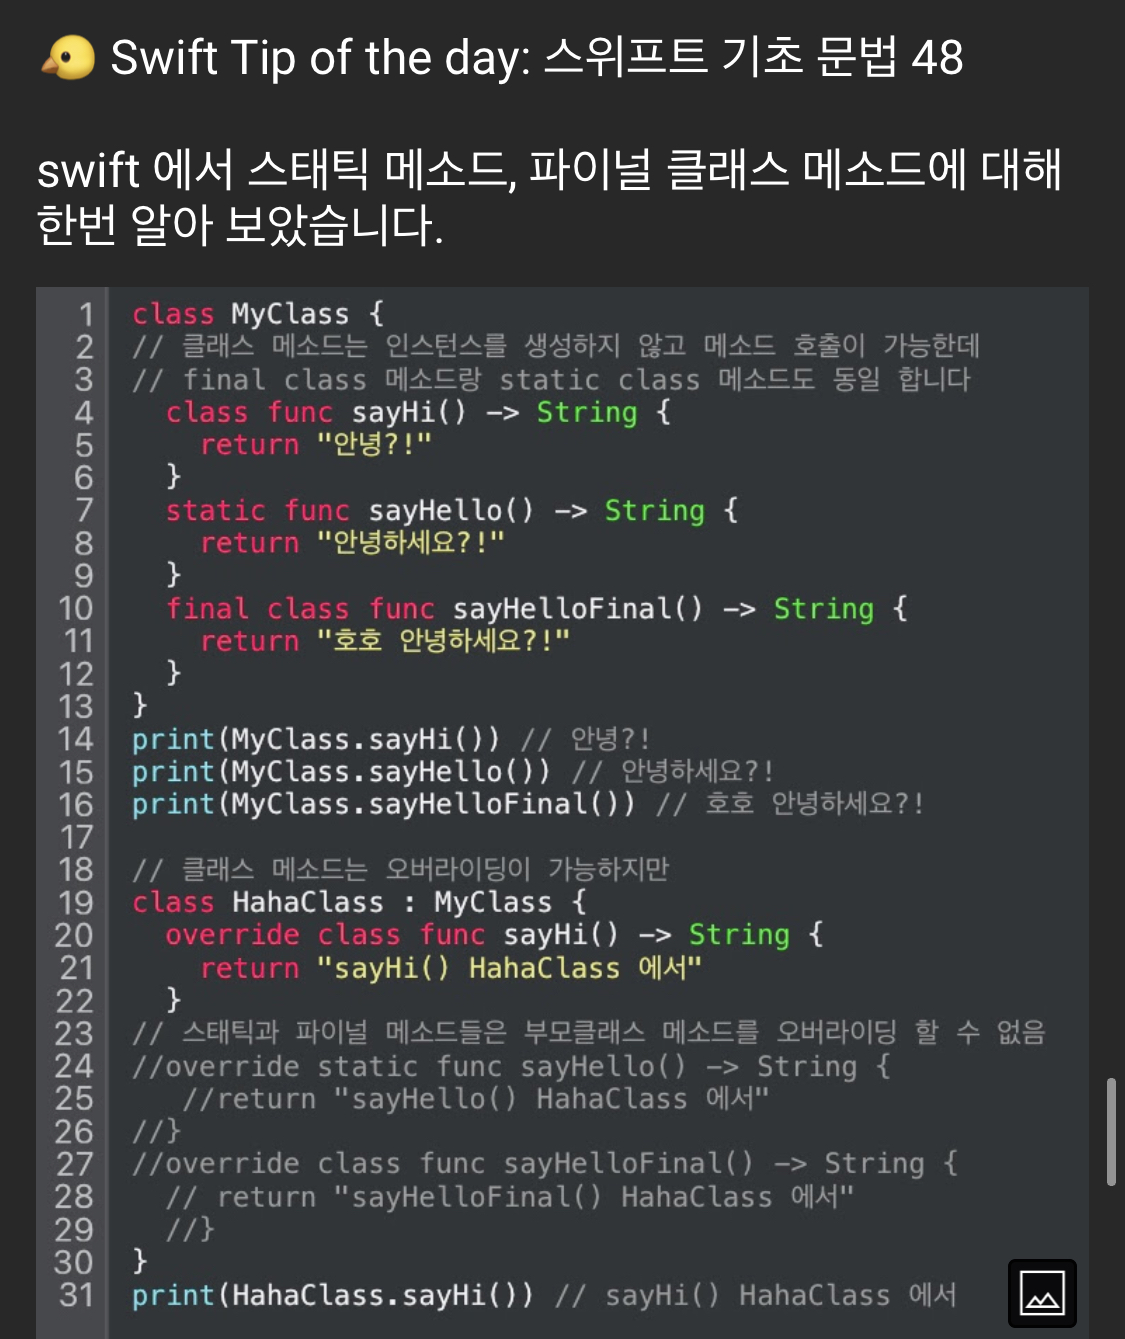 🐤 Swift Tip of the day: 스위프트 기초 문법 48
swift 에서 스태틱 메소드, 파이널 클래스 메소드에 대해
한번 알아 보았습니다.
1 class MyClass {
2 // 클래스 메소드는 인스턴스를 생성하지 않고 메소드 호출이 가능한데
3 // final class 메소드랑 static class 메소드도 동일 합니다
4   class func sayHi() -> String {
5     return "안녕?!"
6   }
7   static func sayHello() -> String {
8     return "안녕하세요?!"
9   }
10   final class func sayHelloFinal() -> String {
11     return "호호 안녕하세요?!"
12   }
13 }
14 print(MyClass.sayHi()) // 안녕?!
15 print(MyClass.sayHello()) // 안녕하세요?!
16 print(MyClass.sayHelloFinal()) // 호호 안녕하세요?!
17
18 // 클래스 메소드는 오버라이딩이 가능하지만
19 class HahaClass : MyClass {
20   override class func sayHi() -> String {
21     return "sayHi() HahaClass 에서"
22   }
23 // 스태틱과 파이널 메소드들은 부모클래스 메소드를 오버라이딩 할 수 없음
24 //override static func sayHello() -> String {
25    //return "sayHello() HahaClass 에서"
26 //}
27 //override class func sayHelloFinal() -> String {
28   // return "sayHelloFinal() HahaClass 에서"
29   //}
30 }
31 print(HahaClass.sayHi()) // sayHi() HahaClass 에서